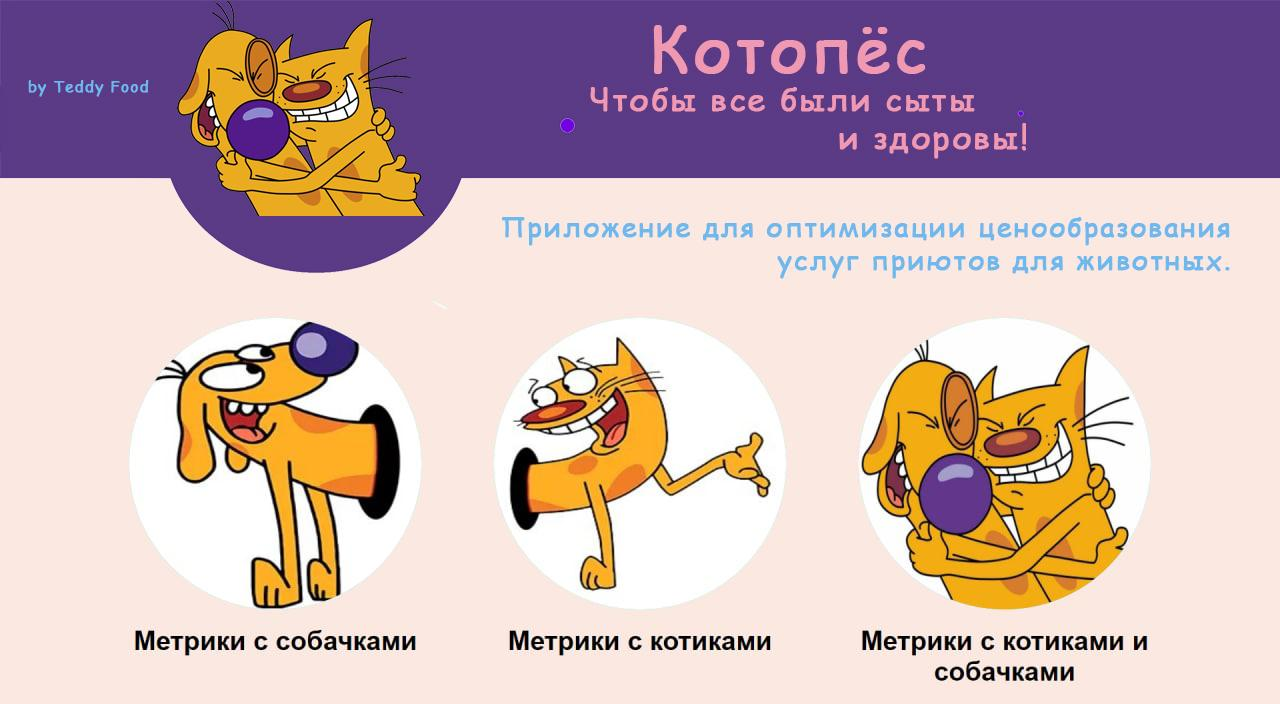 by Teddy Food
Котопёс
Чтобы все были сыты
и здоровы!
Приложение для оптимизации ценообразования
услуг приютов для животных.
Метрики с собачками
Метрики с котиками
Метрики с котиками и
собачками